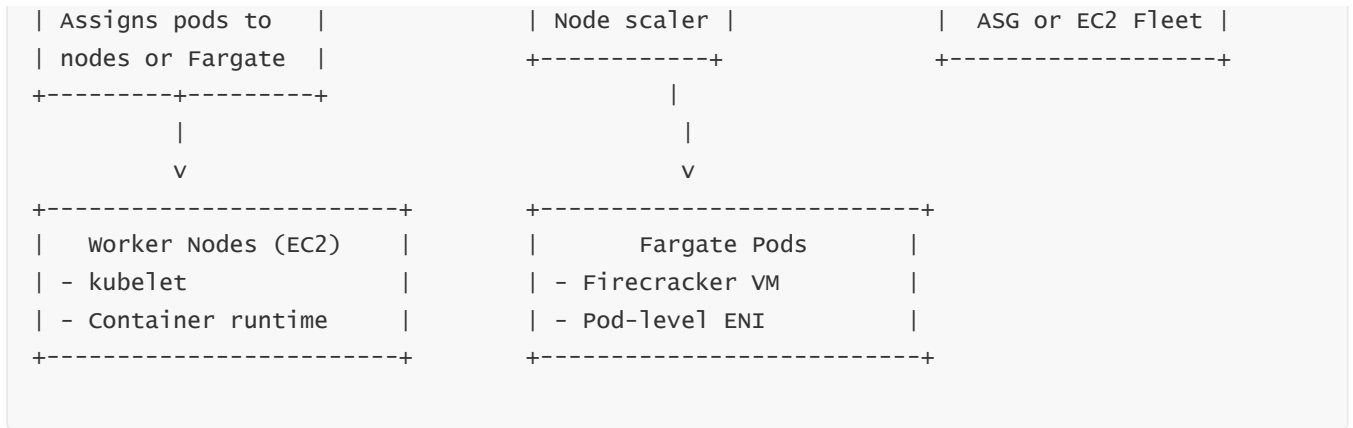 | Assigns pods to   |              | Node scaler |              |  ASG or EC2 Fleet |
| nodes or Fargate  |              +------------+               +-------------------+
+---------+---------+                        |
          |                                   |
          v                                   v
+-------------------------+        +---------------------------+
|   Worker Nodes (EC2)    |        |       Fargate Pods        |
| - kubelet               |        | - Firecracker VM          |
| - Container runtime     |        | - Pod-level ENI           |
+-------------------------+        +---------------------------+